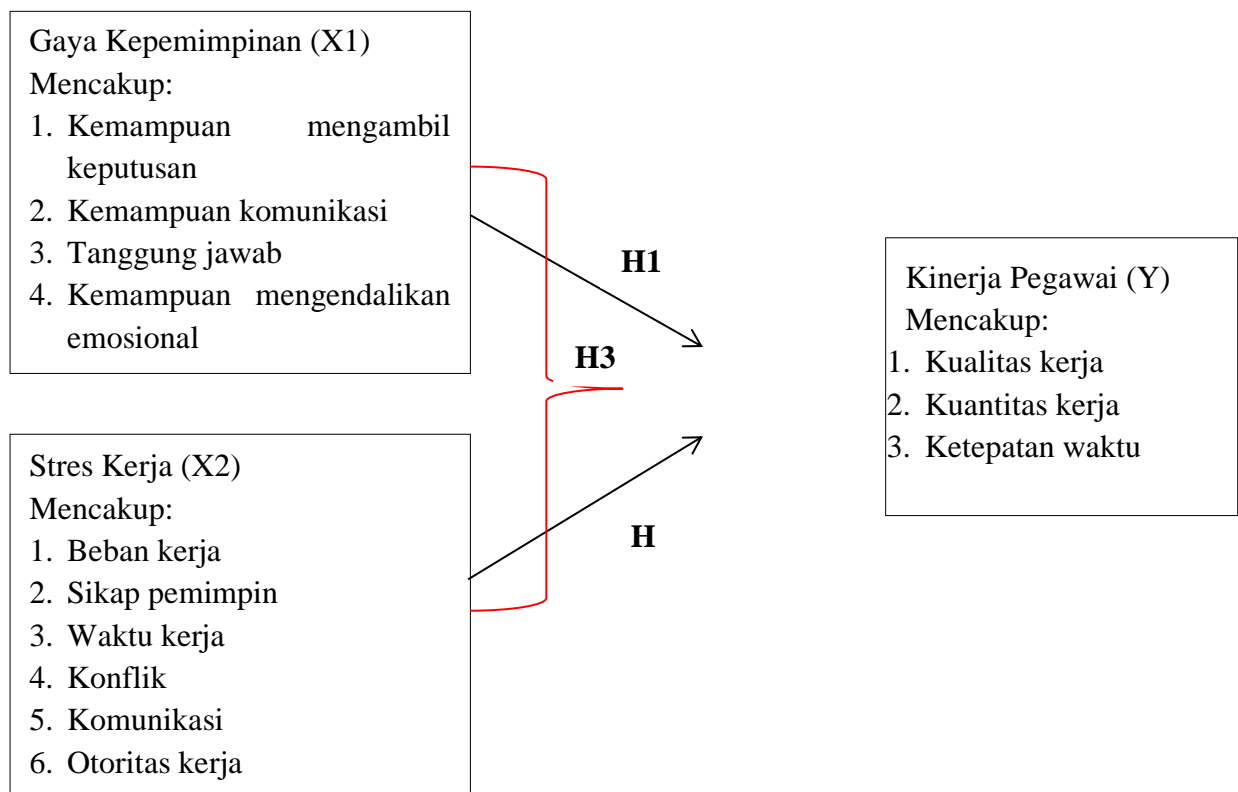 Gaya Kepemimpinan (X1)
Mencakup:
1. Kemampuan mengambil
keputusan
2. Kemampuan komunikasi
3. Tanggung jawab
4. Kemampuan mengendalikan
emosional
H1
H3
H
Stres Kerja (X2)
Mencakup:
1. Beban kerja
2. Sikap pemimpin
3. Waktu kerja
4. Konflik
5. Komunikasi
6. Otoritas kerja
Kinerja Pegawai (Y)
Mencakup:
1. Kualitas kerja
2. Kuantitas kerja
3. Ketepatan waktu